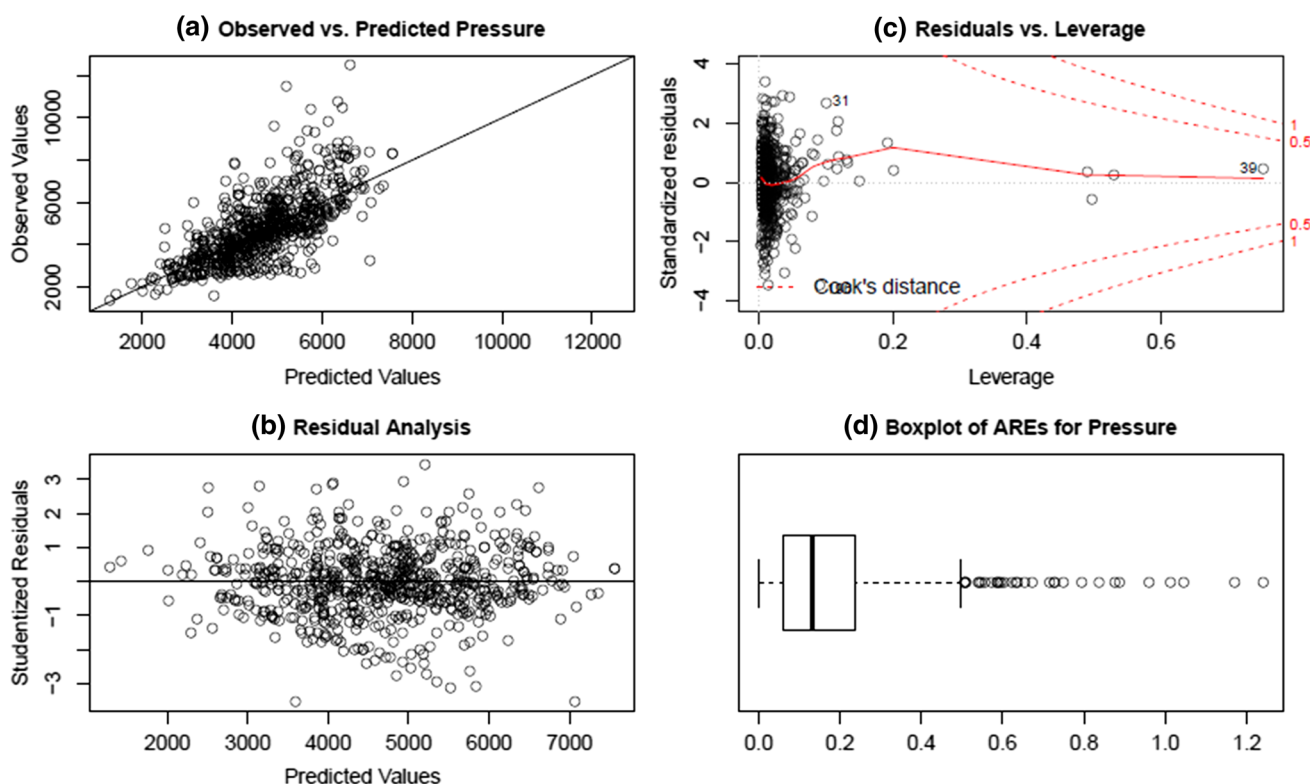 (a) Observed vs. Predicted Pressure
Observed Values
10000
6000
2000
2000 4000 6000 8000 10000 12000
Predicted Values
(c) Residuals vs. Leverage
Standardized residuals
4
2
0
−2
−4
31
39
1
0.5
0.5
1
Cook's distance
0.0 0.2 0.4 0.6
Leverage
(b) Residual Analysis
Studentized Residuals
3
2
1
−1
−3
2000 3000 4000 5000 6000 7000
Predicted Values
(d) Boxplot of AREs for Pressure
0.0 0.2 0.4 0.6 0.8 1.0 1.2